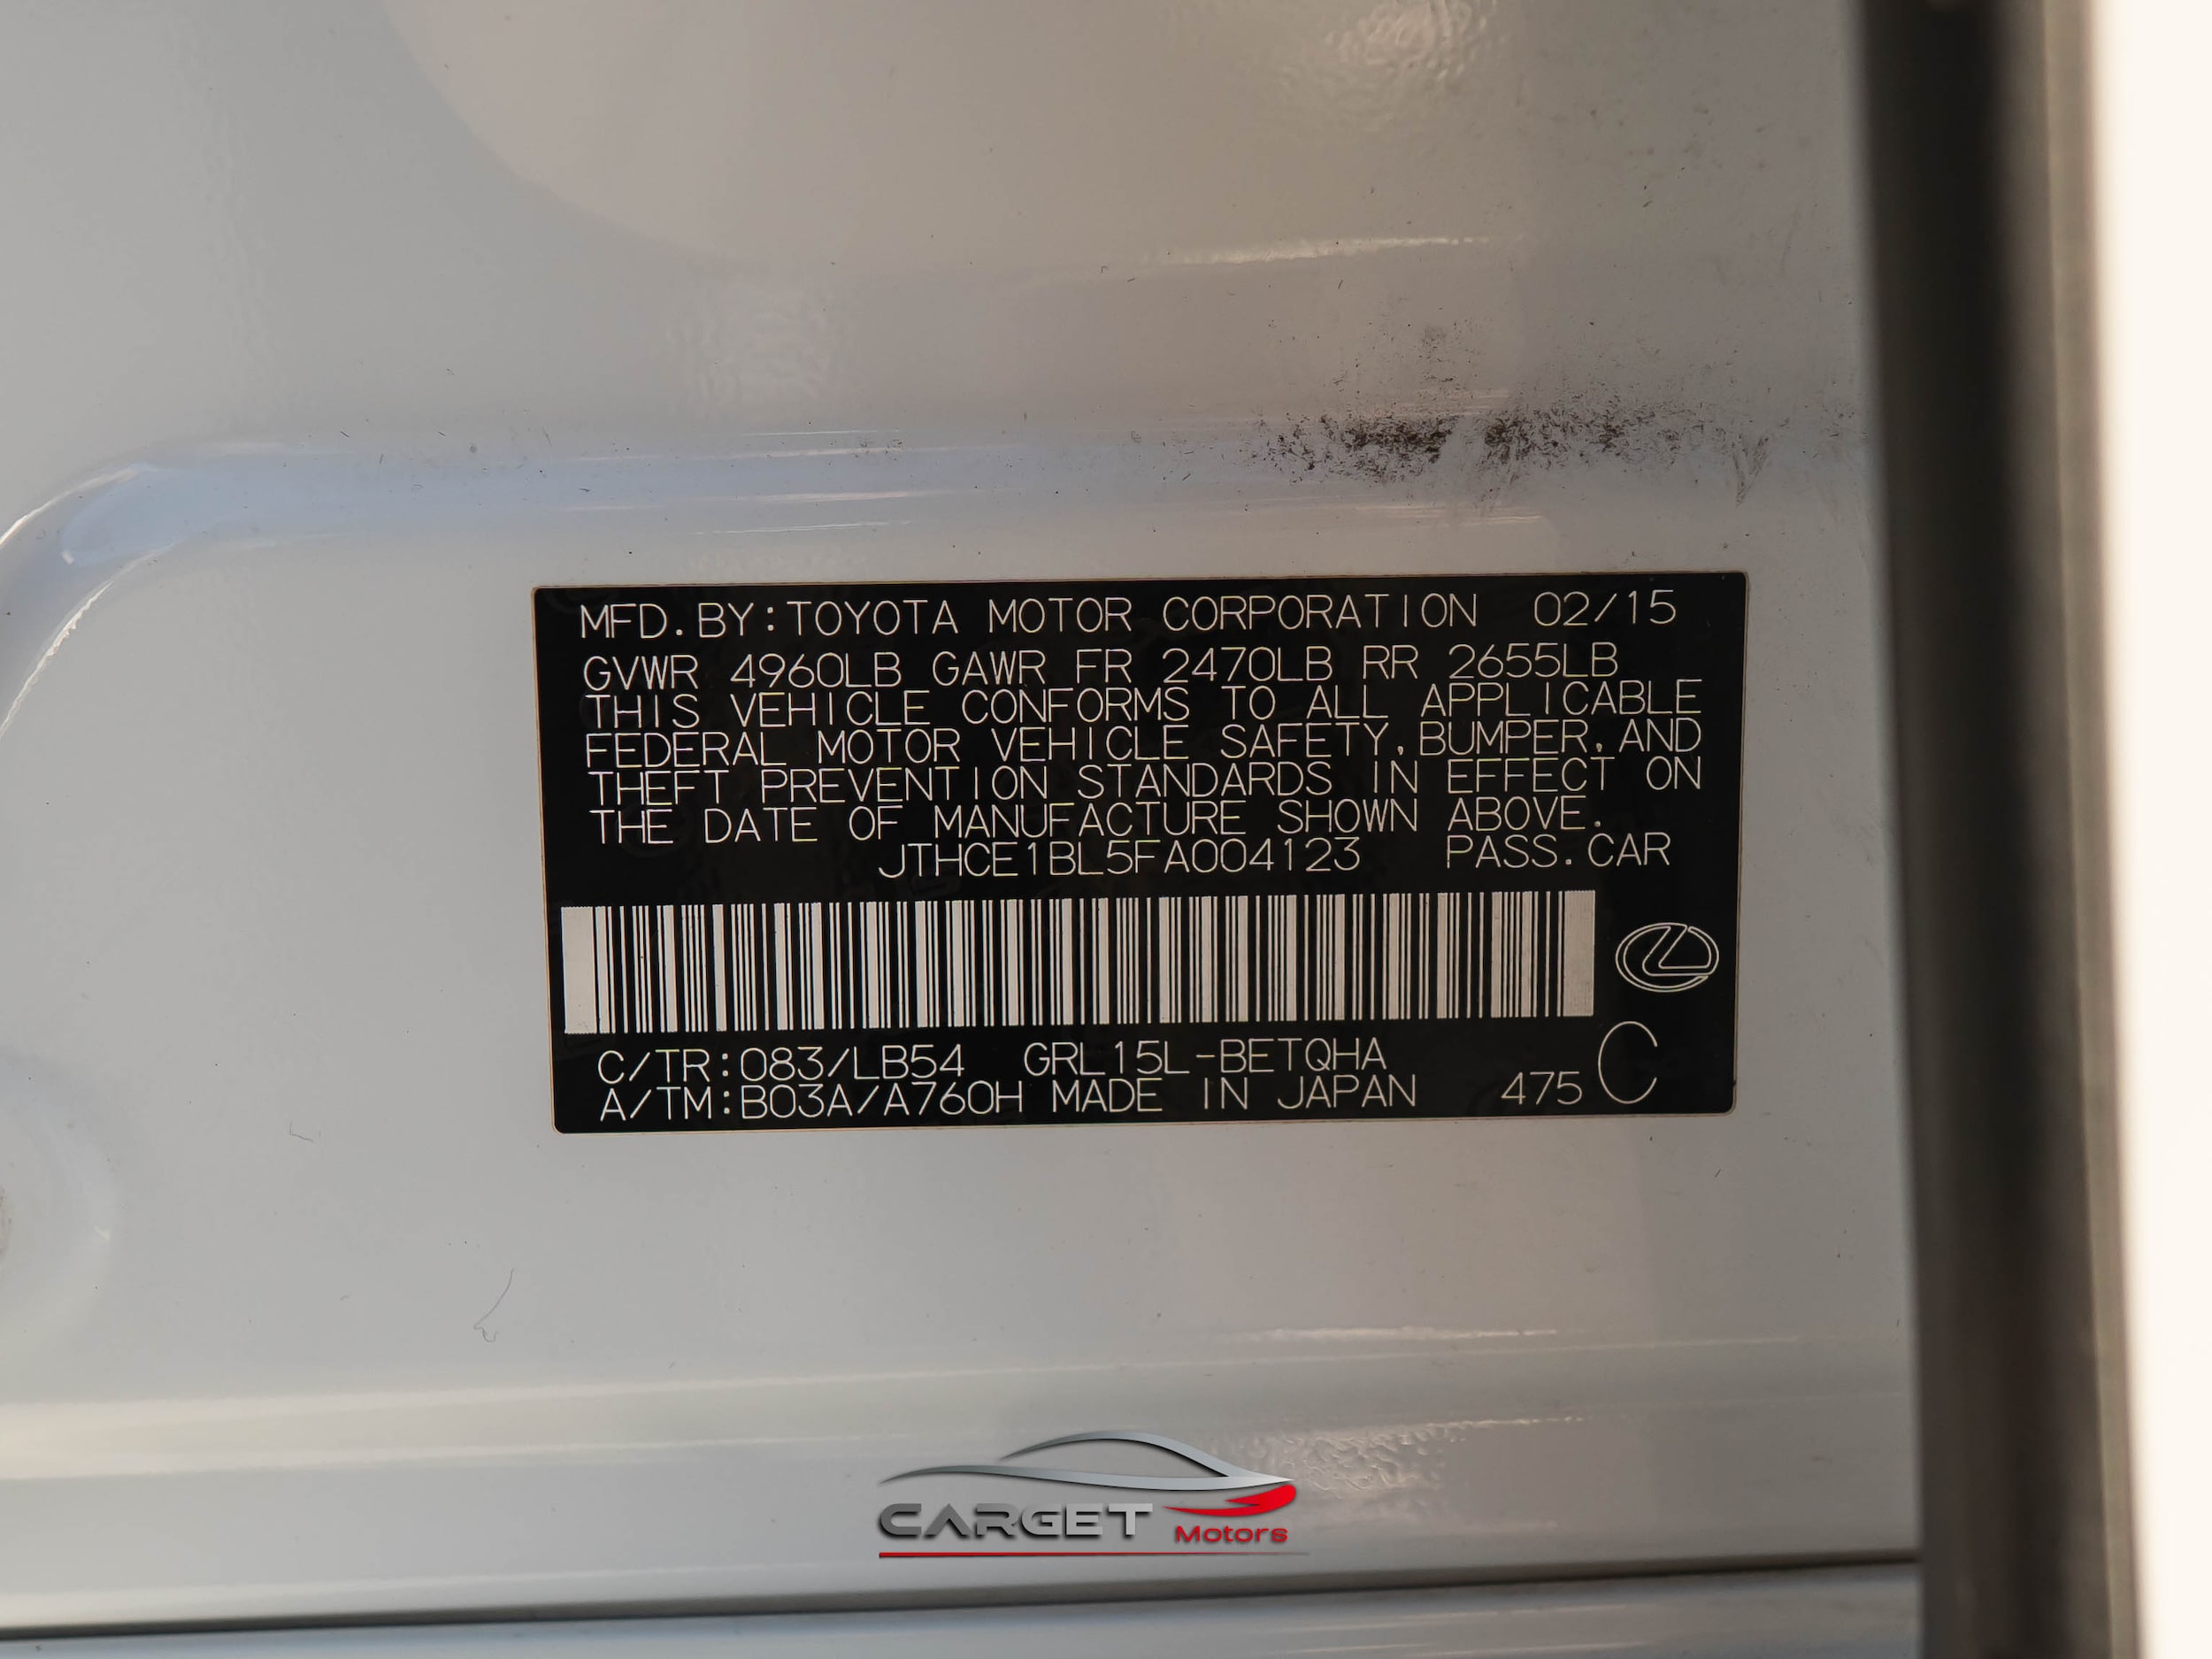 MFD. BY: TOYOTA MOTOR CORPORATION 02/15
GVWR 4960LB GAWR FR 2470LB RR 2655LB
THIS VEHICLE CONFORMS TO ALL APPLICABLE
FEDERAL MOTOR VEHICLE SAFETY, BUMPER, AND
THEFT PREVENTION STANDARDS IN EFFECT ON
THE DATE OF MANUFACTURE SHOWN ABOVE.
JTHCE1BL5FA004123 PASS. CAR
C/TR: 083/LB54 GRL15L-BETQHA
A/TM: B03A/A760H MADE IN JAPAN 475 C
CARGET Motors